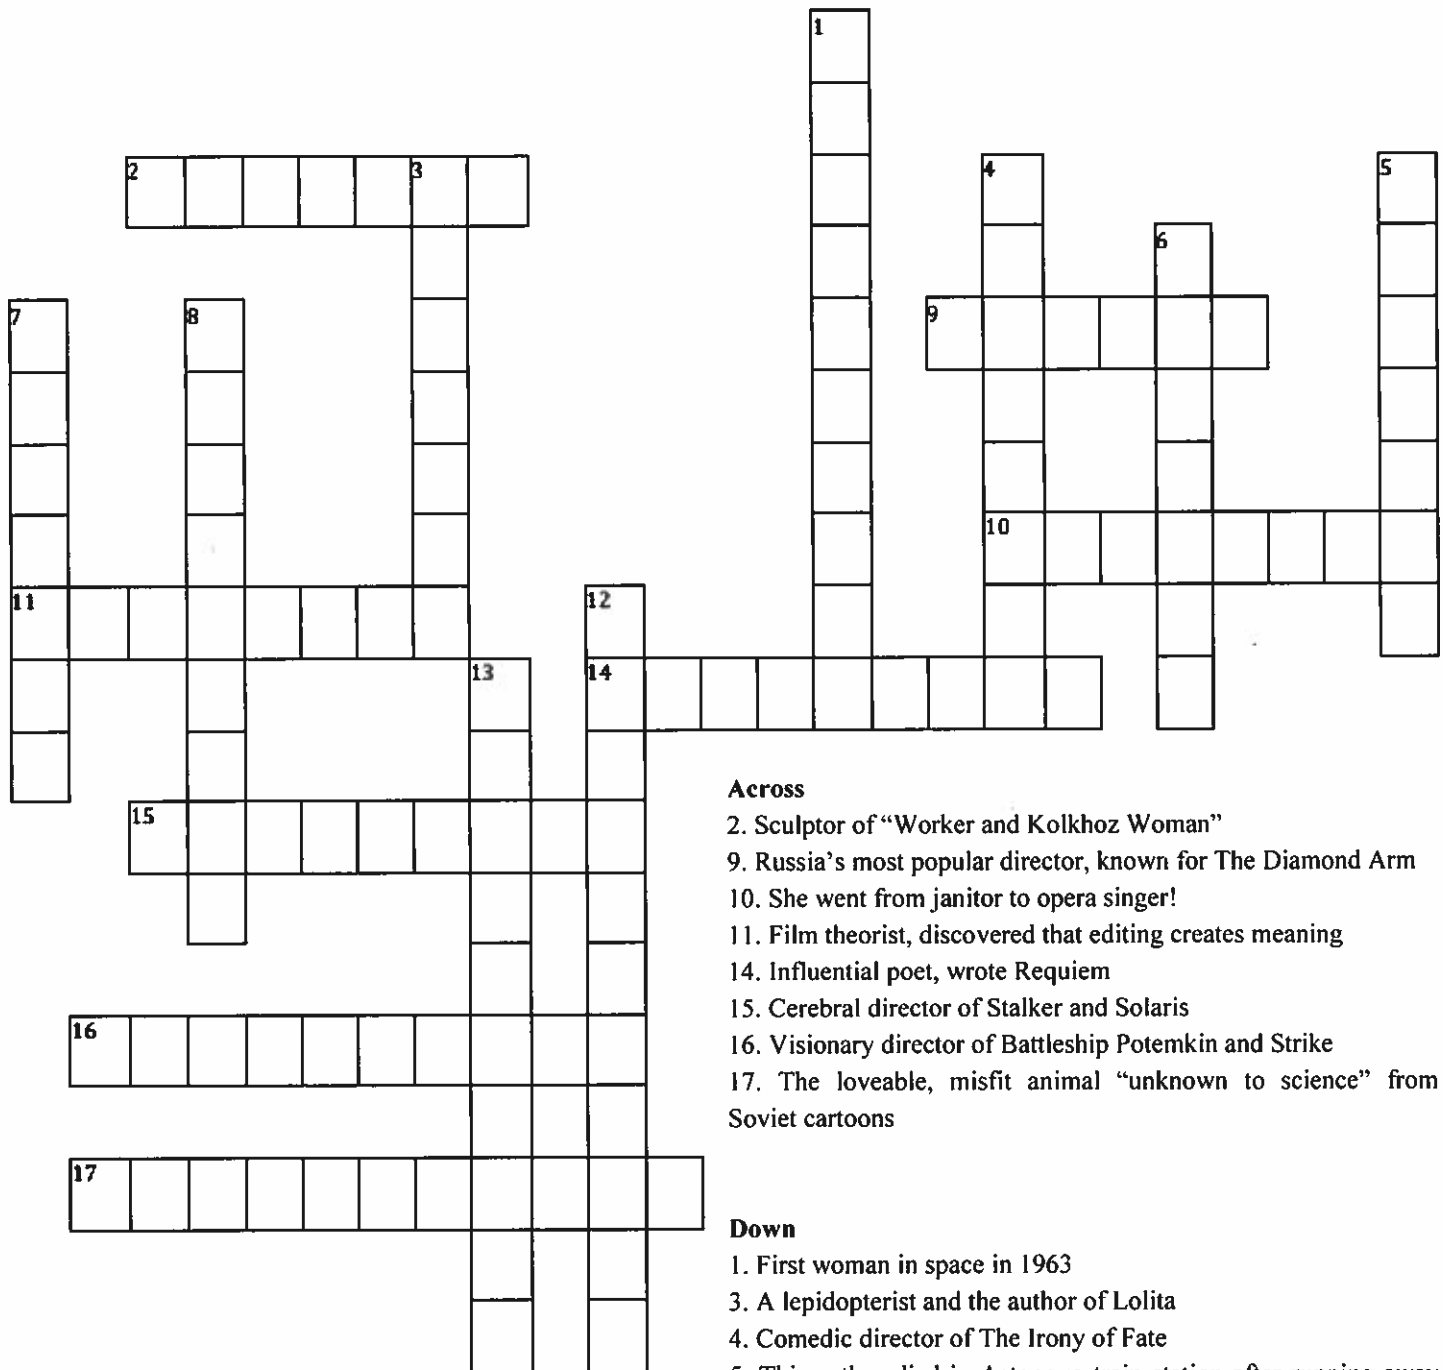 1
2 3 4 5
6
7 8 9
10
11 12
13 14
15
16
17
Across
2. Sculptor of “Worker and Kolkhoz Woman”
9. Russia’s most popular director, known for The Diamond Arm
10. She went from janitor to opera singer!
11. Film theorist, discovered that editing creates meaning
14. Influential poet, wrote Requiem
15. Cerebral director of Stalker and Solaris
16. Visionary director of Battleship Potemkin and Strike
17. The loveable, misfit animal “unknown to science” from
Soviet cartoons
Down
1. First woman in space in 1963
3. A lepidopterist and the author of Lolita
4. Comedic director of The Irony of Fate